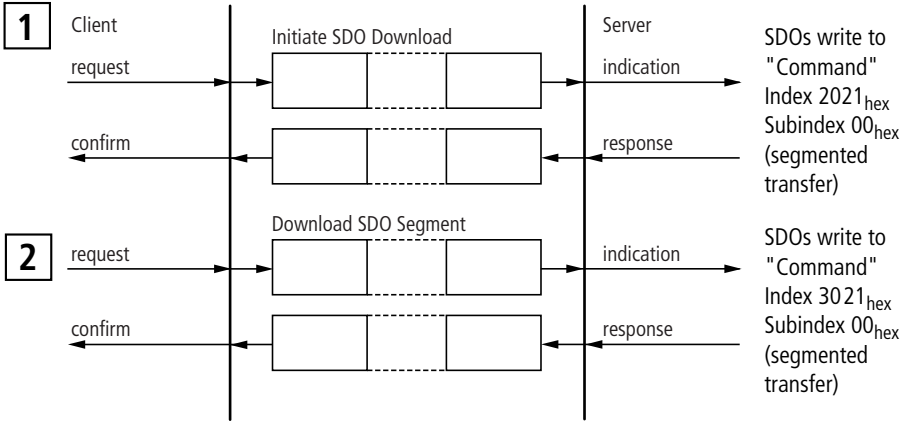 1
Client
Initiate SDO Download
Server
request
indication
confirm
response
SDOs write to
"Command"
Index 2021hex
Subindex 00hex
(segmented
transfer)
2
Download SDO Segment
request
indication
confirm
response
SDOs write to
"Command"
Index 3021hex
Subindex 00hex
(segmented
transfer)